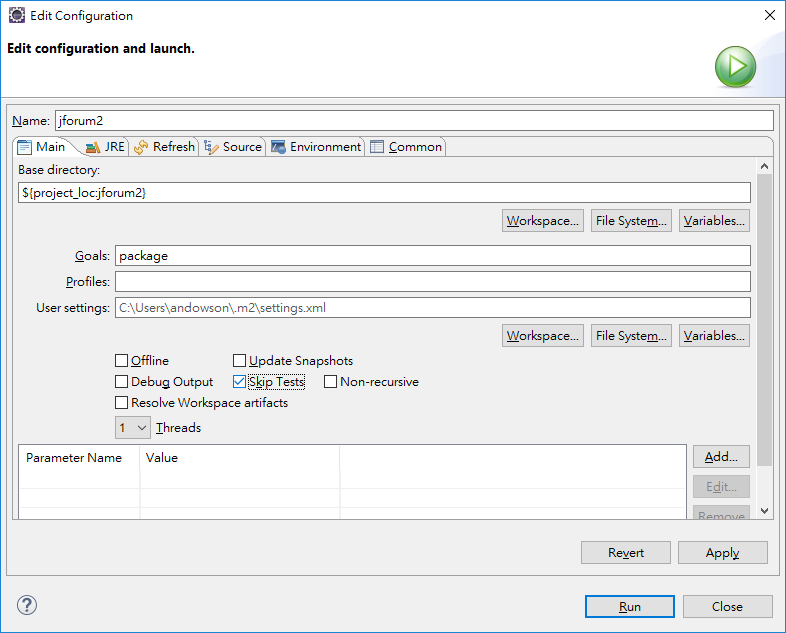 Edit Configuration
Edit configuration and launch.
Name: jforum2
Main JRE Refresh Source Environment Common
Base directory:
${project_loc:jforum2}
Workspace... File System... Variables...
Goals: package
Profiles:
User settings: C:\Users\andowson\.m2\settings.xml
Workspace... File System... Variables...
Offline Update Snapshots
Debug Output Skip Tests Non-recursive
Resolve Workspace artifacts
1 Threads
Parameter Name Value Add...
Edit...
Remove
Revert Apply
? Run Close